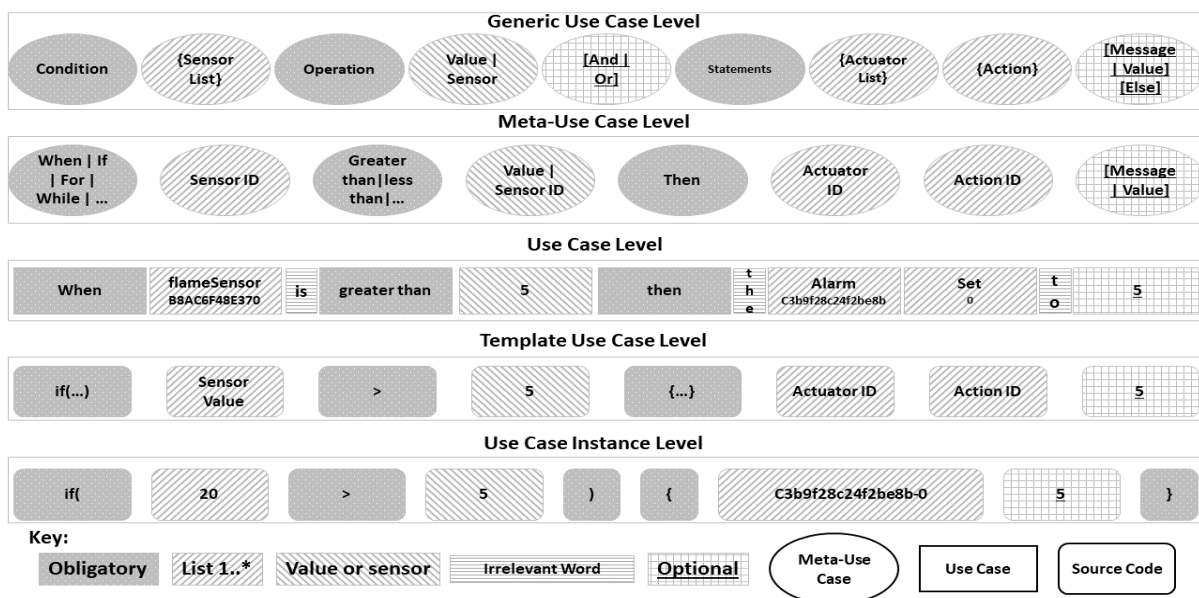 Generic Use Case Level
Condition
{Sensor
List}
Operation
Value |
Sensor
[And |
Or]
Statements
{Actuator
List}
{Action}
[Message
| Value]
[Else]
Meta-Use Case Level
When | If
| For |
While | ...
Sensor ID
Greater
than|less
than|...
Value |
Sensor ID
Then
Actuator
ID
Action ID
[Message
| Value]
Use Case Level
When
flameSensor
B8AC6F48E370
is
greater than
5
then
the
Alarm
C3b9f28c24f2be8b
Set
0
to
5
Template Use Case Level
if(...)
Sensor
Value
>
5
{...}
Actuator ID
Action ID
5
Use Case Instance Level
if(
20
>
5
)
{
C3b9f28c24f2be8b-0
5
}
Key:
Obligatory
List 1..*
Value or sensor
Irrelevant Word
Optional
Meta-Use
Case
Use Case
Source Code